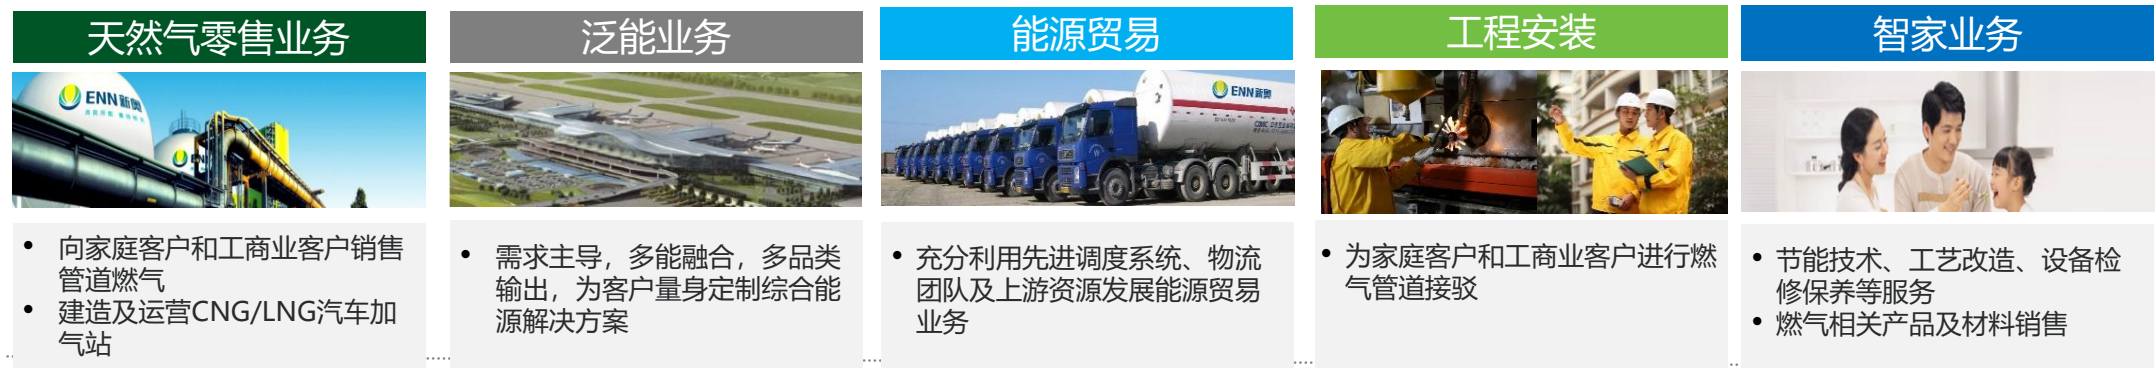 天然气零售业务
泛能业务
能源贸易
工程安装
智家业务
ENN新奥
ENN新奥
• 向家庭客户和工商业客户销售
管道燃气
• 建造及运营CNG/LNG汽车加
气站
• 需求主导，多能融合，多品类
输出，为客户量身定制综合能
源解决方案
• 充分利用先进调度系统、物流
团队及上游资源发展能源贸易
业务
• 为家庭客户和工商业客户进行燃
气管道接驳
• 节能技术、工艺改造、设备检
修保养等服务
• 燃气相关产品及材料销售